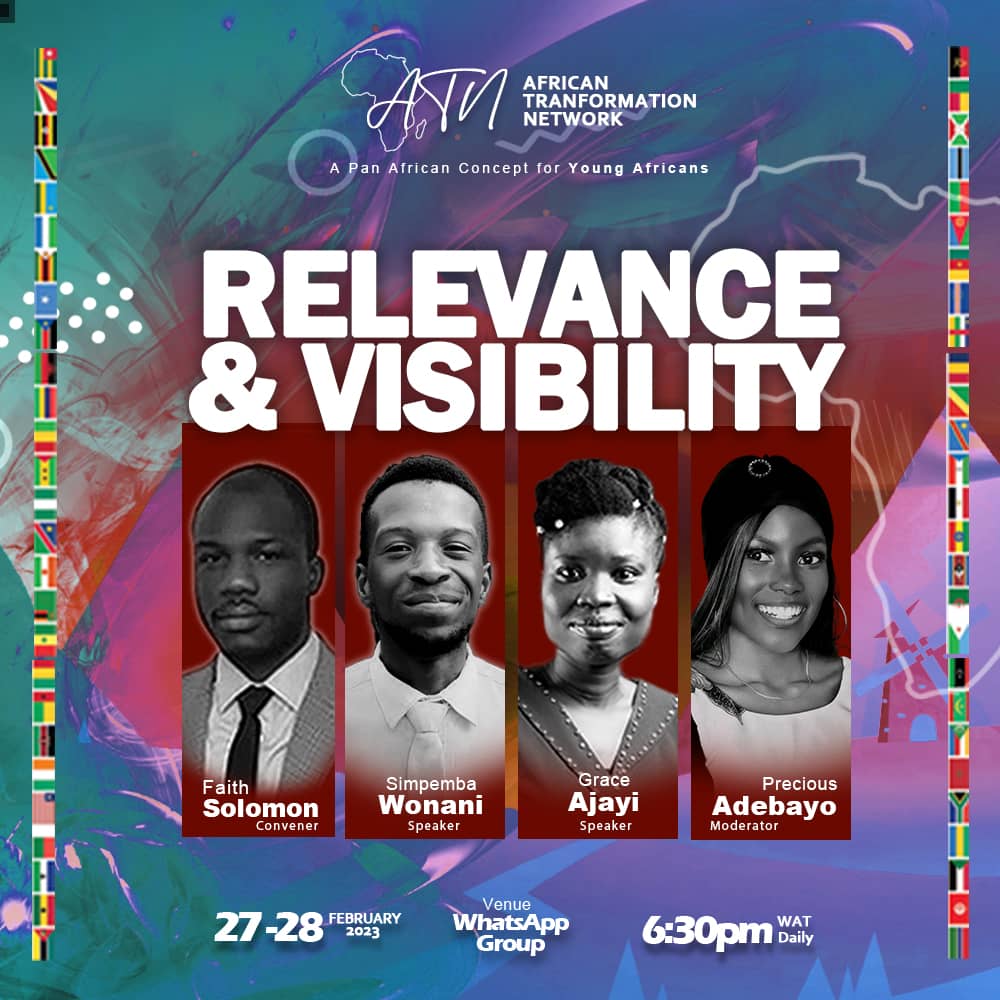 ATN
AFRICAN
TRANFORMATION
NETWORK
A Pan African Concept for Young Africans
RELEVANCE
& VISIBILITY
Faith
Solomon
Convener
Simpemba
Wonani
Speaker
Grace
Ajayi
Speaker
Precious
Adebayo
Moderator
27-28 FEBRUARY
2023
Venue
WhatsApp
Group
6:30pm WAT
Daily